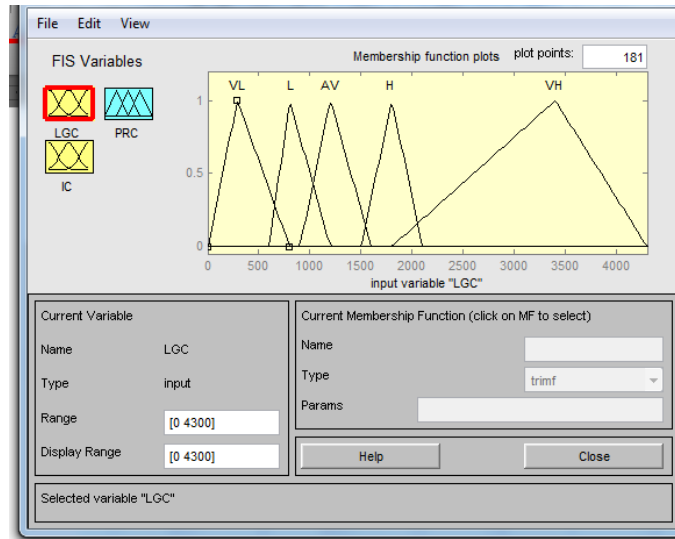 File Edit View
FIS Variables
LGC PRC
IC
Membership function plots plot points: 181
VL L AV H VH
1
0.5
0
0 500 1000 1500 2000 2500 3000 3500 4000
input variable "LGC"
Current Variable
Name LGC
Type input
Range [0 4300]
Display Range [0 4300]
Current Membership Function (click on MF to select)
Name
Type trimf
Params
Help Close
Selected variable "LGC"